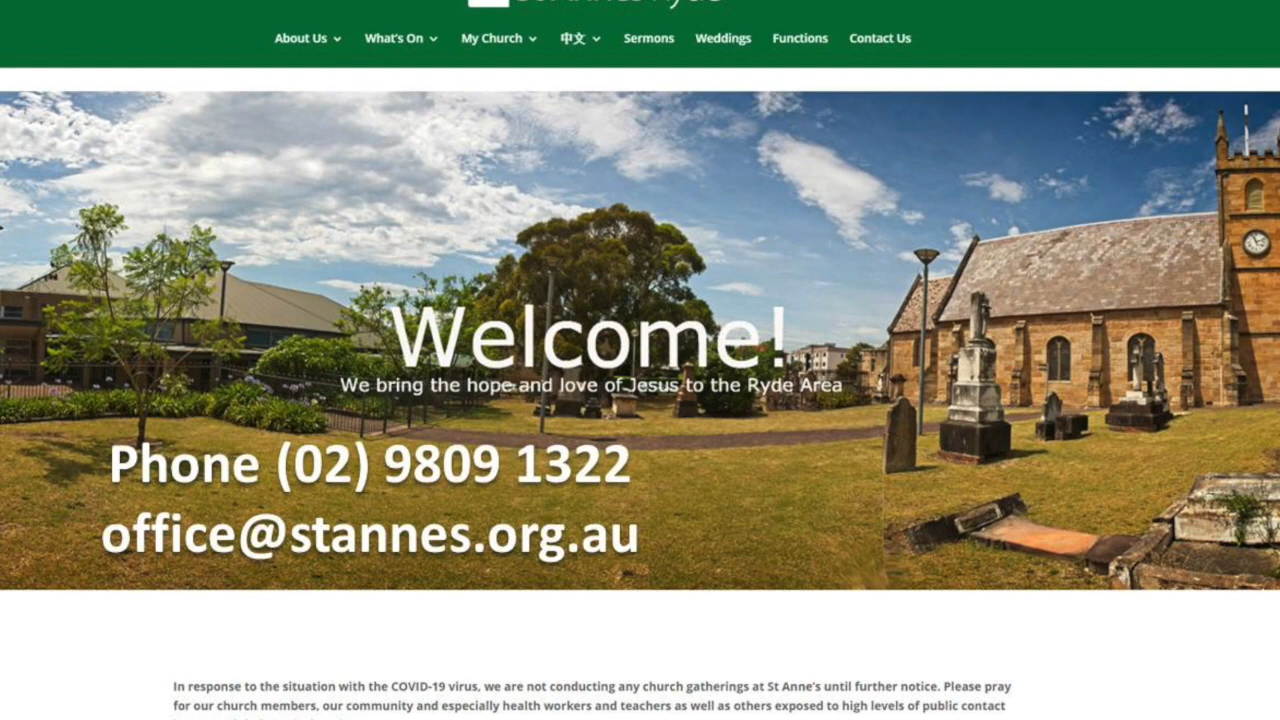 About Us What's On My Church 中文 Sermons Weddings Functions Contact Us
Welcome!
We bring the hope and love of Jesus to the Ryde Area
Phone (02) 9809 1322
office@stannes.org.au
In response to the situation with the COVID-19 virus, we are not conducting any church gatherings at St Anne's until further notice. Please pray
for our church members, our community and especially health workers and teachers as well as others exposed to high levels of public contact